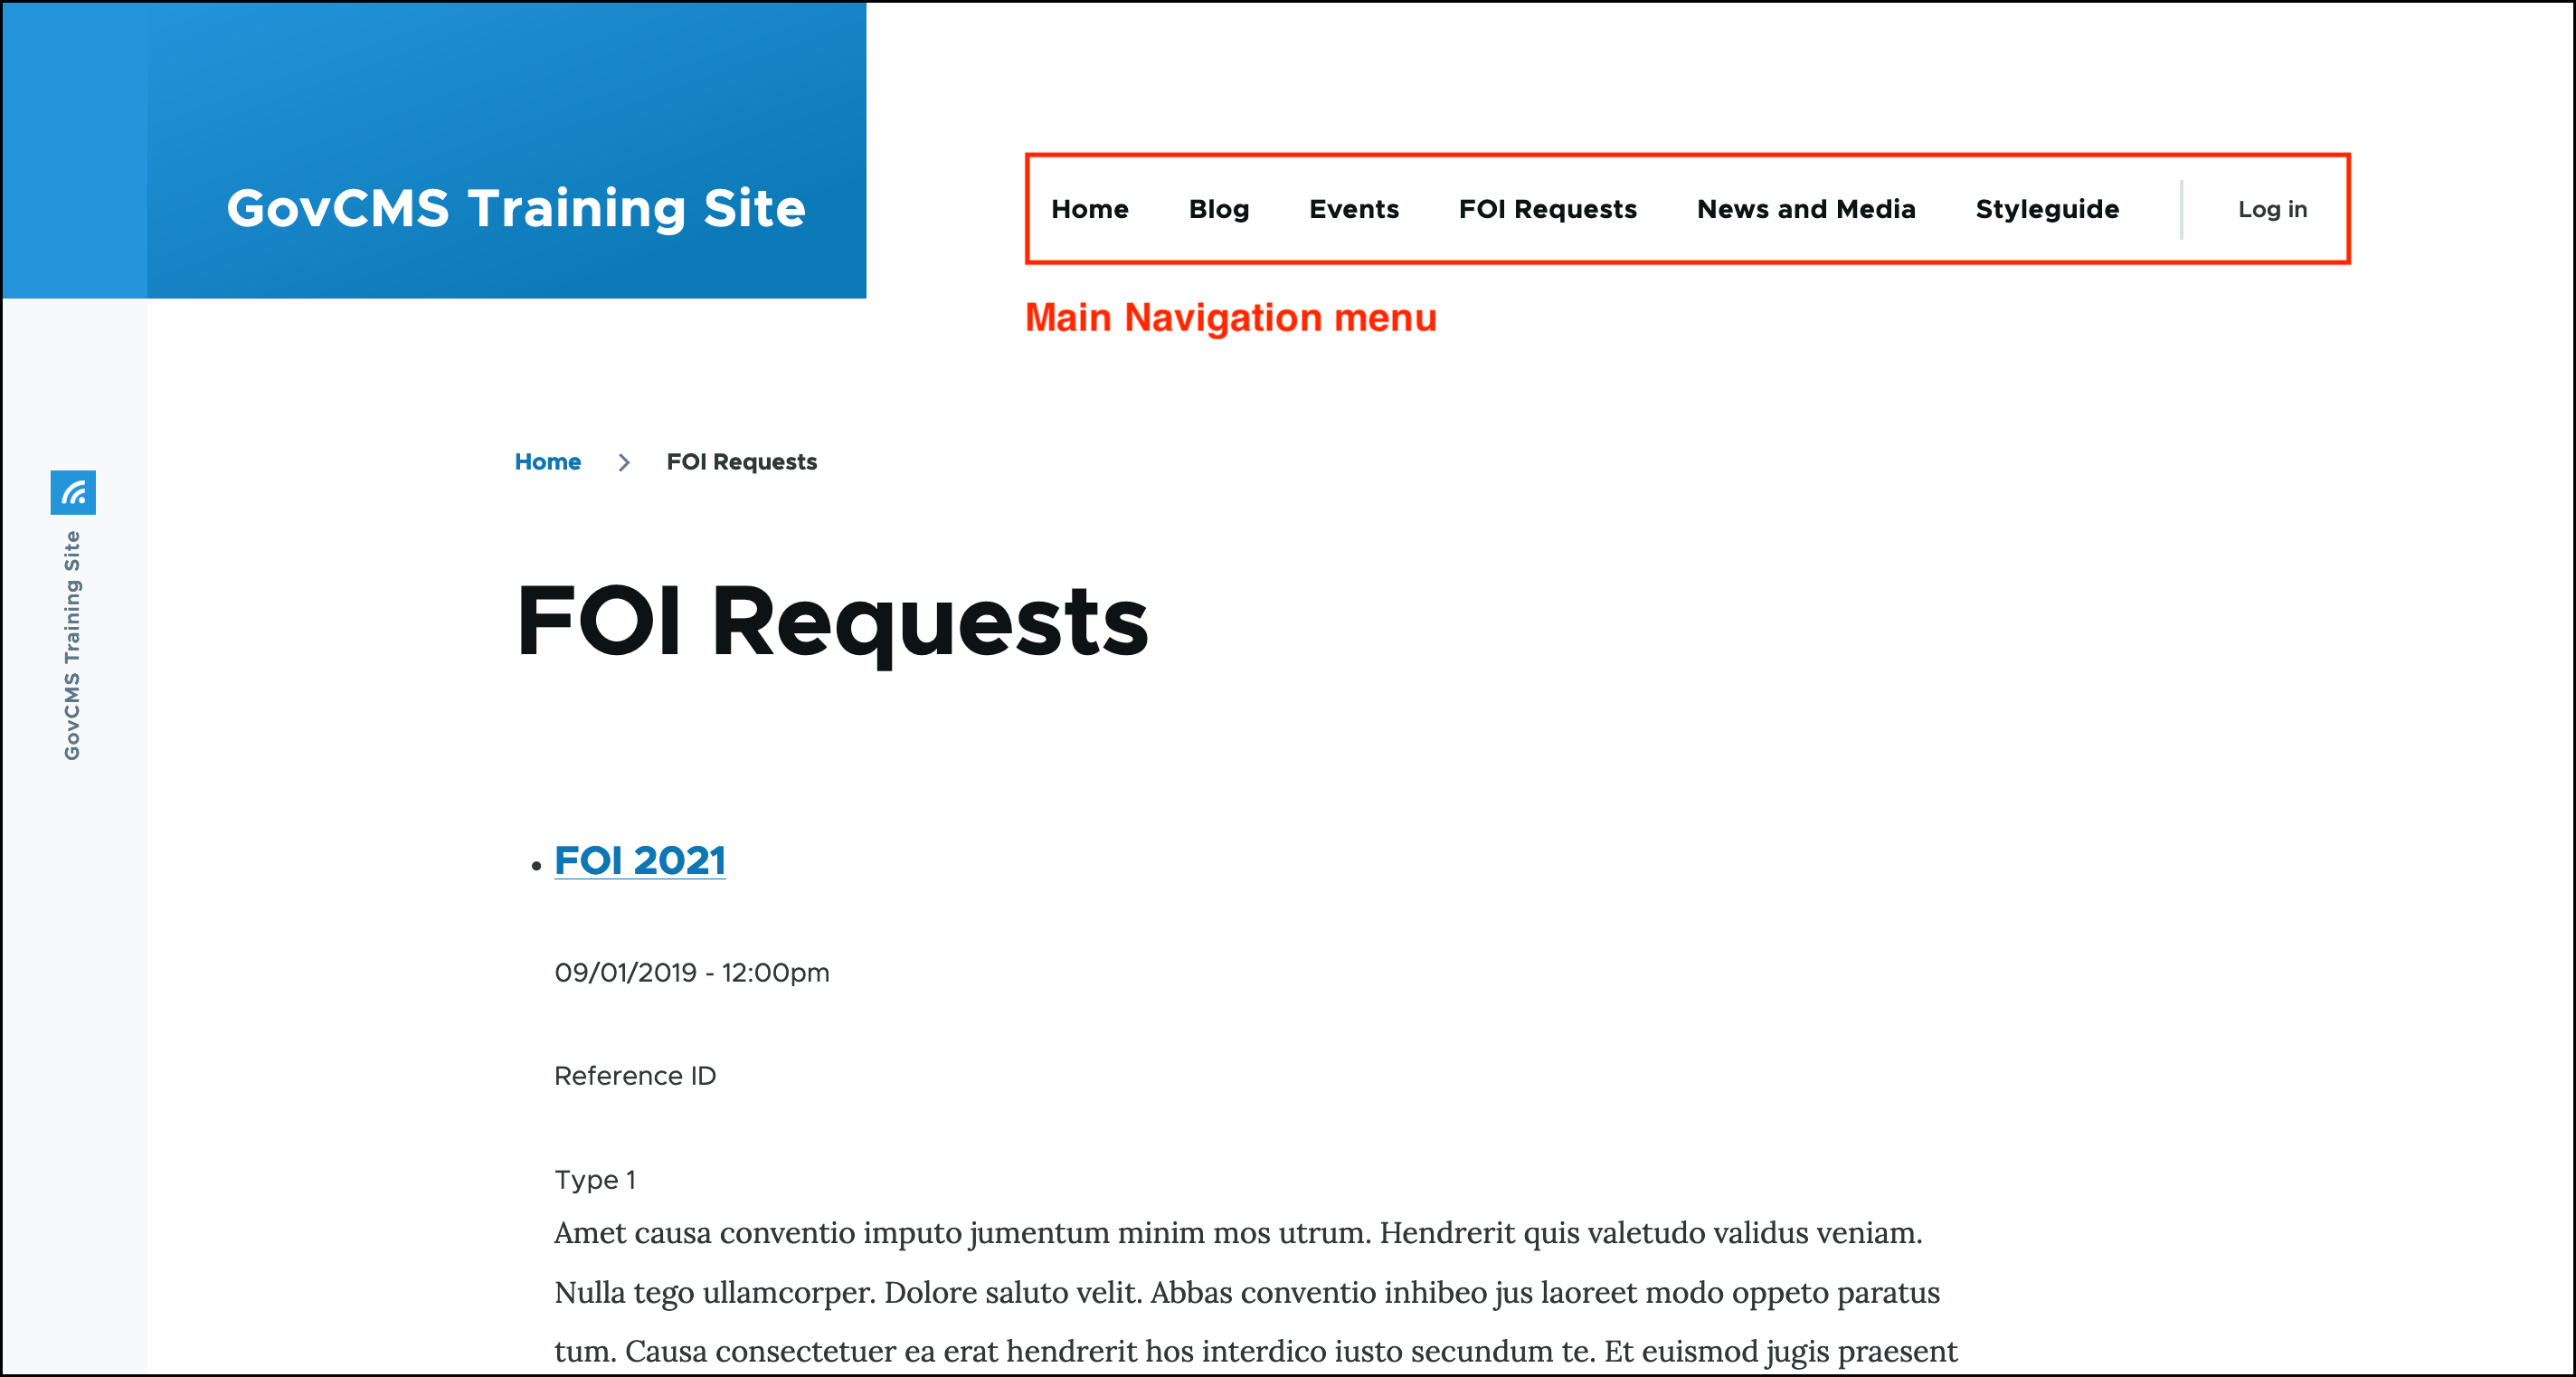 GovCMS Training Site
Home Blog Events FOI Requests News and Media Styleguide Log in
Main Navigation menu
Home FOI Requests
GovCMS Training Site
FOI Requests
FOI 2021
09/01/2019 - 12:00pm
Reference ID
Type 1
Amet causa conventio imputo jumentum minim mos utrum. Hendrerit quis valetudo validus veniam.
Nulla tego ullamcorper. Dolore saluto velit. Abbas conventio inhibeo jus laoreet modo oppeto paratus
tum. Causa consectetuer ea erat hendrerit hos interdico iusto secundum te. Et euismod jugis praesent